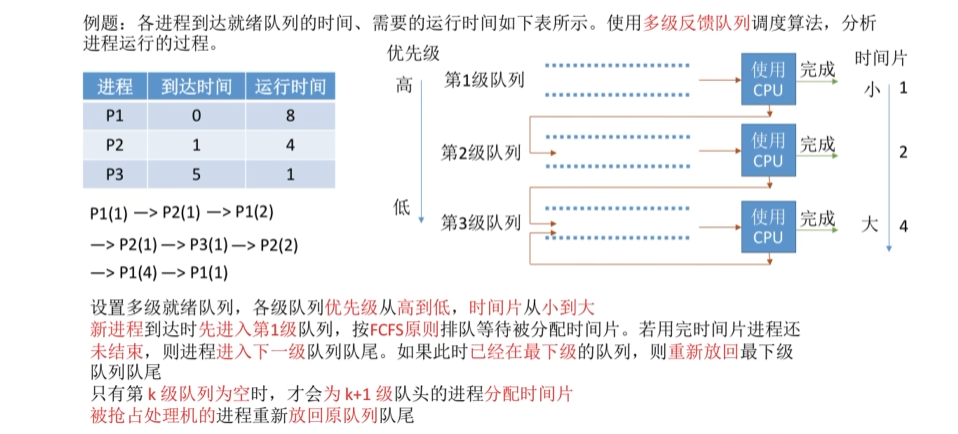 例题：各进程到达就绪队列的时间、需要的运行时间如下表所示。使用多级反馈队列调度算法，分析
进程运行的过程。
进程 到达时间 运行时间
P1 0 8
P2 1 4
P3 5 1
P1(1) —> P2(1) —> P1(2)
—> P2(1) —> P3(1) —> P2(2)
—> P1(4) —> P1(1)
优先级
高
低
第1级队列
使用
CPU
完成
第2级队列
使用
CPU
完成
第3级队列
使用
CPU
完成
时间片
小 1
2
大 4
设置多级就绪队列，各级队列优先级从高到低，时间片从小到大
新进程到达时先进入第1级队列，按FCFS原则排队等待被分配时间片。若用完时间片进程还
未结束，则进程进入下一级队列队尾。如果此时已经在最下级的队列，则重新放回最下级
队列队尾
只有第 k 级队列为空时，才会为 k+1 级队头的进程分配时间片
被抢占处理机的进程重新放回原队列队尾